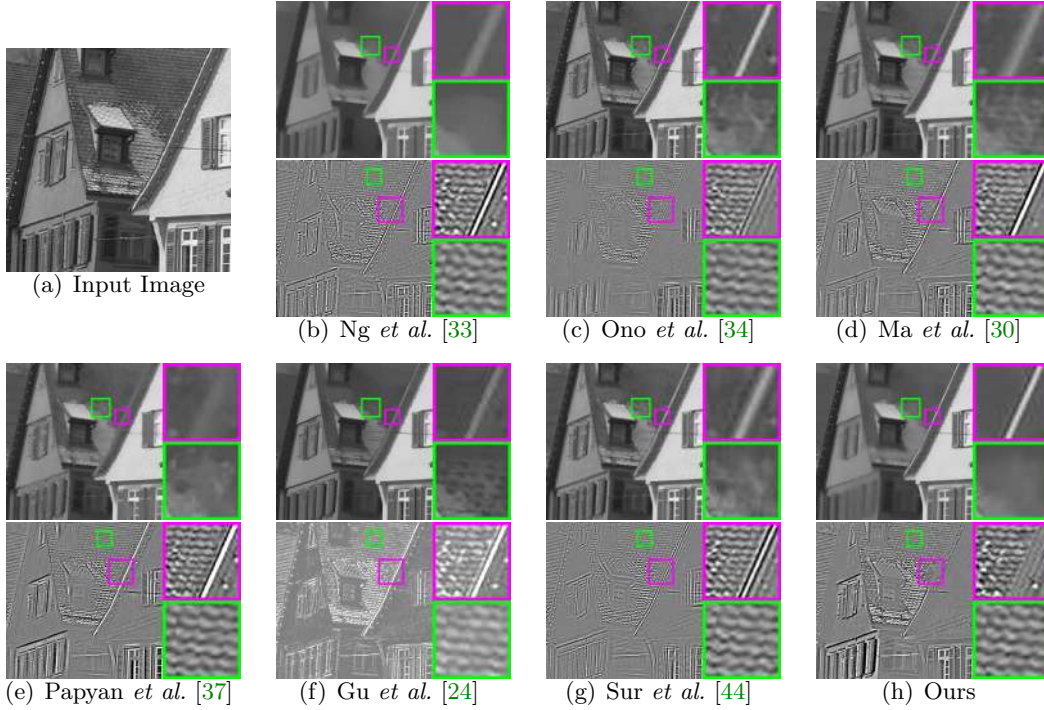 (a) Input Image
(b) Ng et al. [33]
(c) Ono et al. [34]
(d) Ma et al. [30]
(e) Papyan et al. [37]
(f) Gu et al. [24]
(g) Sur et al. [44]
(h) Ours